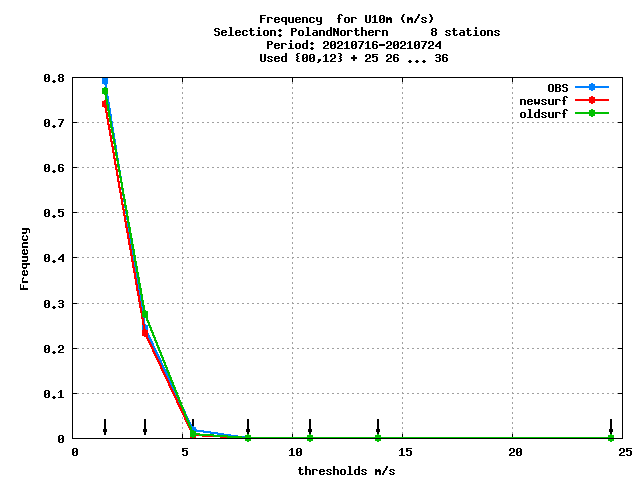 Frequency  for U10m (m/s)
Selection: PolandNorthern      8 stations
Period: 20210716-20210724
Used {00,12} + 25 26 ... 36
OBS
newsurf
oldsurf
0.8
0.7
0.6
0.5
0.4
0.3
0.2
0.1
0
Frequency
0 5 10 15 20 25
thresholds m/s